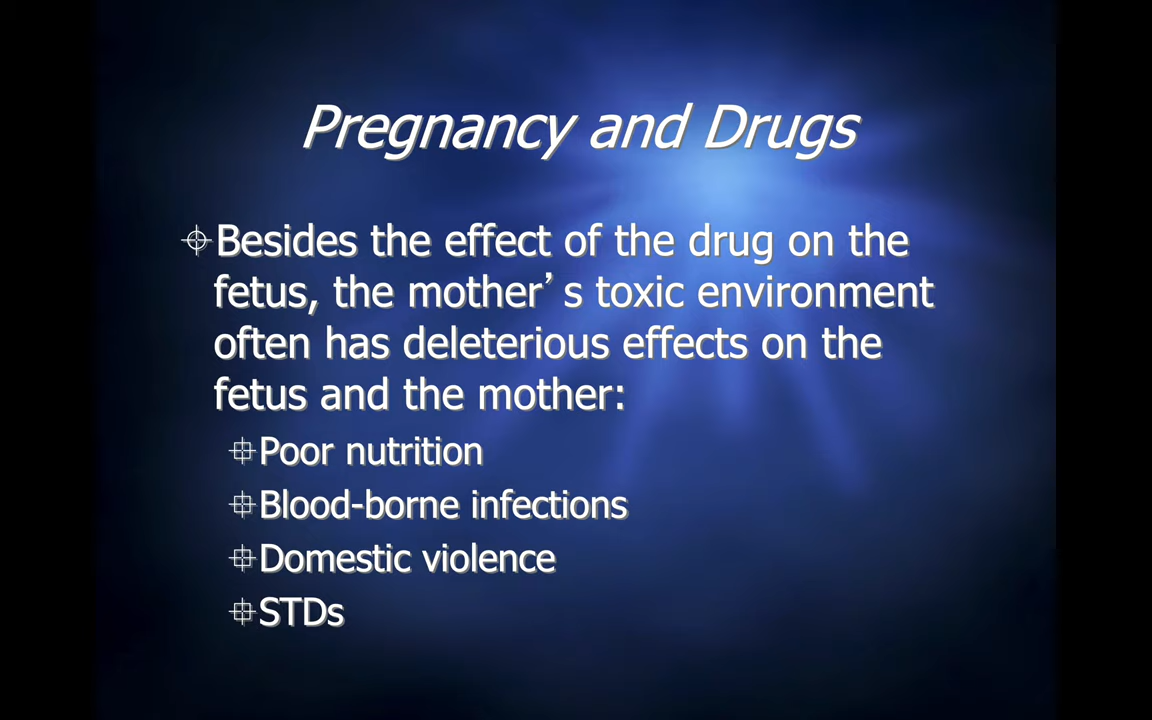 Pregnancy and Drugs
Besides the effect of the drug on the
fetus, the mother’s toxic environment
often has deleterious effects on the
fetus and the mother:
Poor nutrition
Blood-borne infections
Domestic violence
STDs